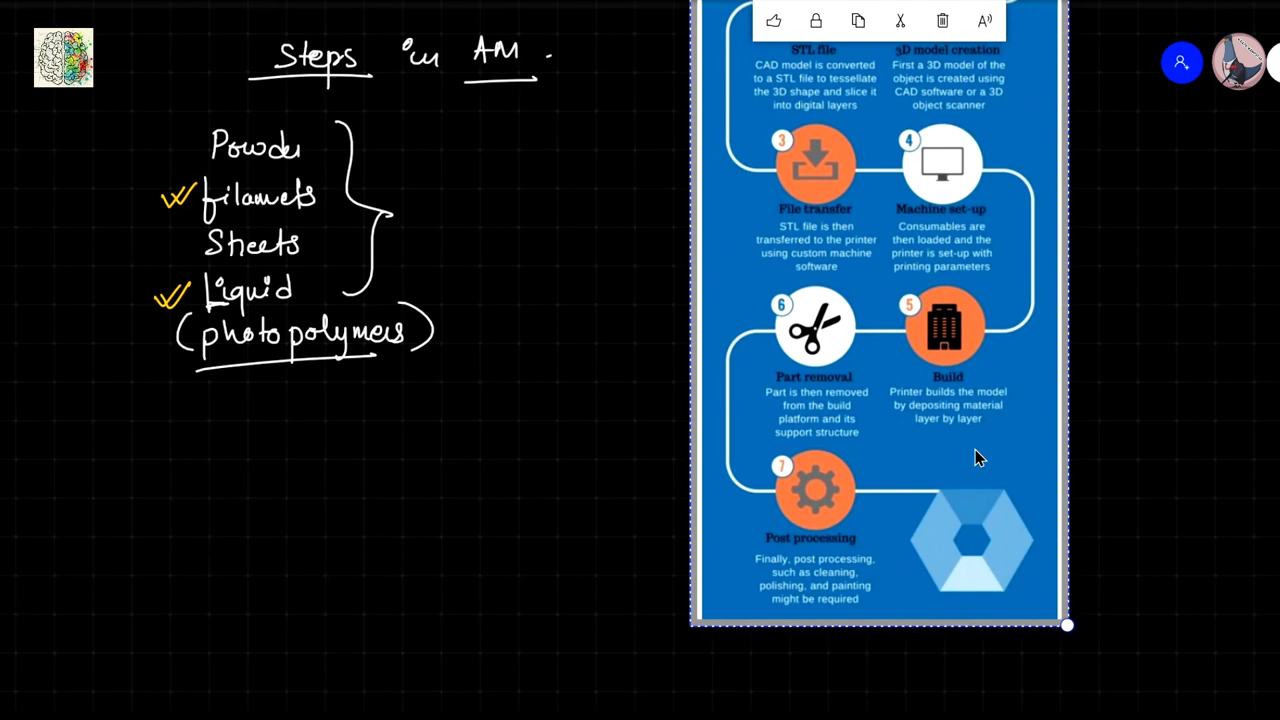 Steps in AM.
Powder
filamets
Sheets
Liquid
(photopolymers)
STL file
CAD model is converted
to a STL file to tessellate
the 3D shape and slice it
into digital layers
3D model creation
First a 3D model of the
object is created using
CAD software or a 3D
object scanner
3
File transfer
STL file is then
transferred to the printer
using custom machine
software
4
Machine set-up
Consumables are
then loaded and the
printer is set-up with
printing parameters
5
Build
Printer builds the model
by depositing material
layer by layer
6
Part removal
Part is then removed
from the build
platform and its
support structure
7
Post processing
Finally, post processing,
such as cleaning,
polishing, and painting
might be required